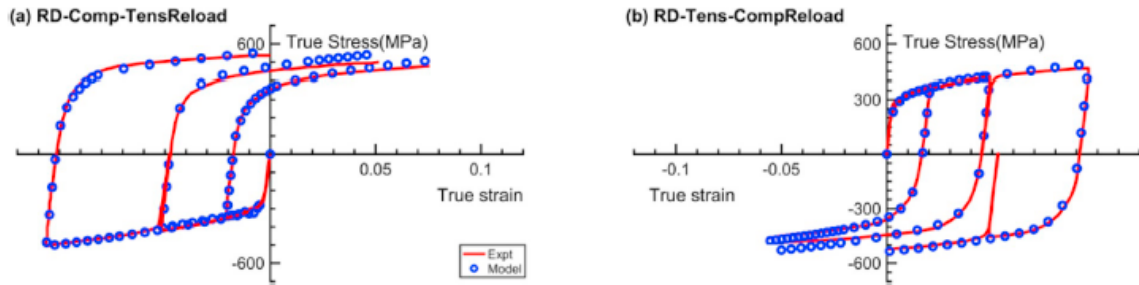 (a) RD-Comp-TensReload
600
True Stress(MPa)
0.05
0.1
True strain
-600
Expt
Model
(b) RD-Tens-CompReload
600
True Stress(MPa)
300
-0.1
-0.05
True strain
-300
-600